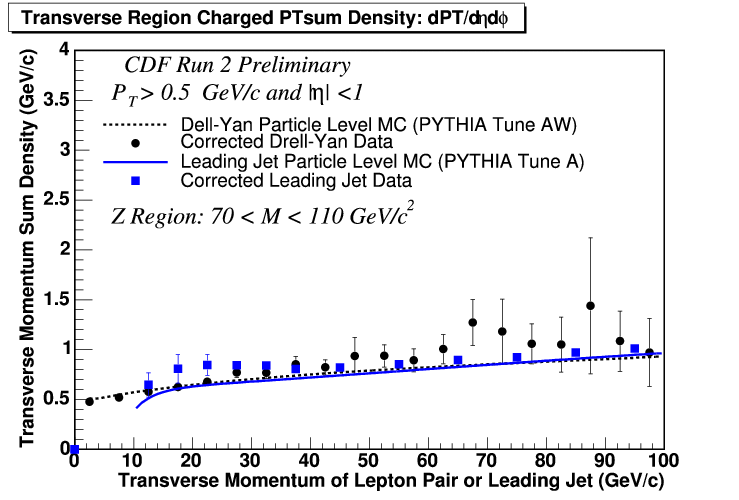 Transverse Region Charged PTsum Density: dPT/dηdϕ
Transverse Momentum Sum Density (GeV/c)
4
3.5
3
2.5
2
1.5
1
0.5
0
CDF Run 2 Preliminary
P_T > 0.5 GeV/c and |η| <1
Dell-Yan Particle Level MC (PYTHIA Tune AW)
Corrected Drell-Yan Data
Leading Jet Particle Level MC (PYTHIA Tune A)
Corrected Leading Jet Data
Z Region: 70 < M < 110 GeV/c²
0 10 20 30 40 50 60 70 80 90 100
Transverse Momentum of Lepton Pair or Leading Jet (GeV/c)